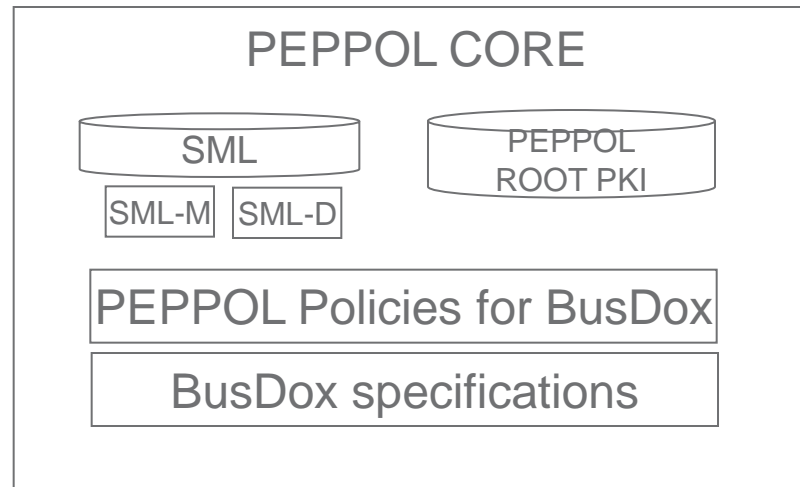 PEPPOL CORE
SML
PEPPOL
ROOT PKI
SML-M
SML-D
PEPPOL Policies for BusDox
BusDox specifications